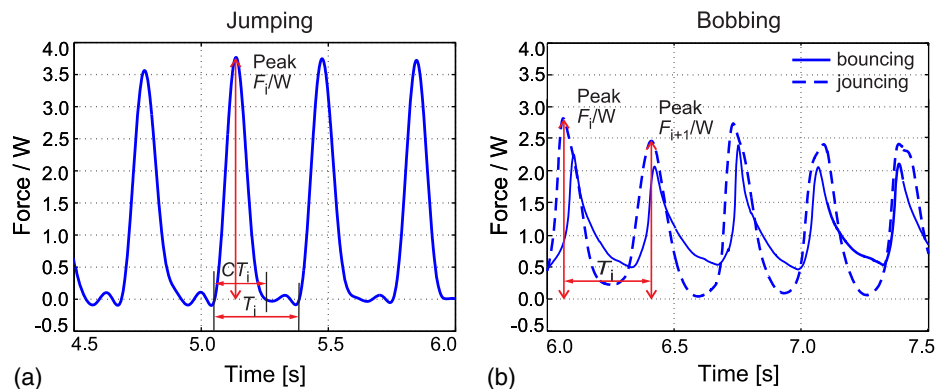 Jumping
(a)
4.0
3.5
3.0
2.5
2.0
1.5
1.0
0.5
0.0
-0.5
Force / W
Peak
Fi/W
CTi
Ti
4.5 5.0 5.5 6.0
Time [s]
Bobbing
(b)
4.0
3.5
3.0
2.5
2.0
1.5
1.0
0.5
0.0
-0.5
Force / W
bouncing
jouncing
Peak
Fi/W
Peak
Fi+1/W
Ti
6.0 6.5 7.0 7.5
Time [s]